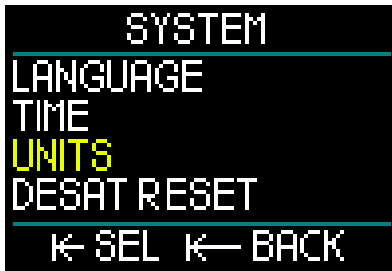 SYSTEM
LANGUAGE
TIME
UNITS
DESAT RESET
SEL BACK